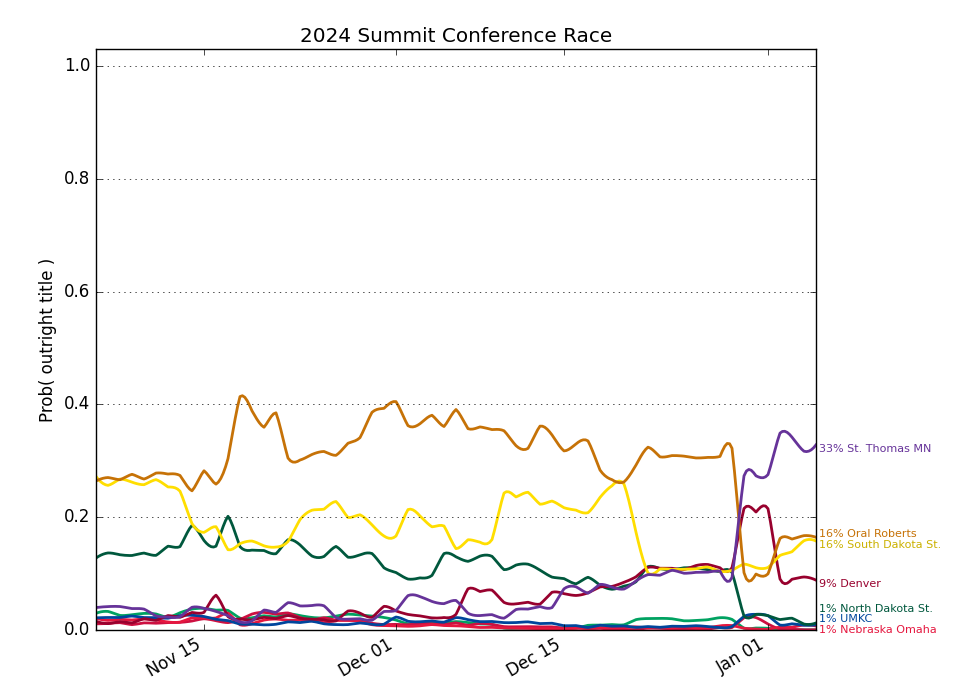 2024 Summit Conference Race
Prob( outright title )
1.0
0.8
0.6
0.4
0.2
0.0
Nov 15
Dec 01
Dec 15
Jan 01
33% St. Thomas MN
16% Oral Roberts
16% South Dakota St.
9% Denver
1% North Dakota St.
1% UMKC
1% Nebraska Omaha